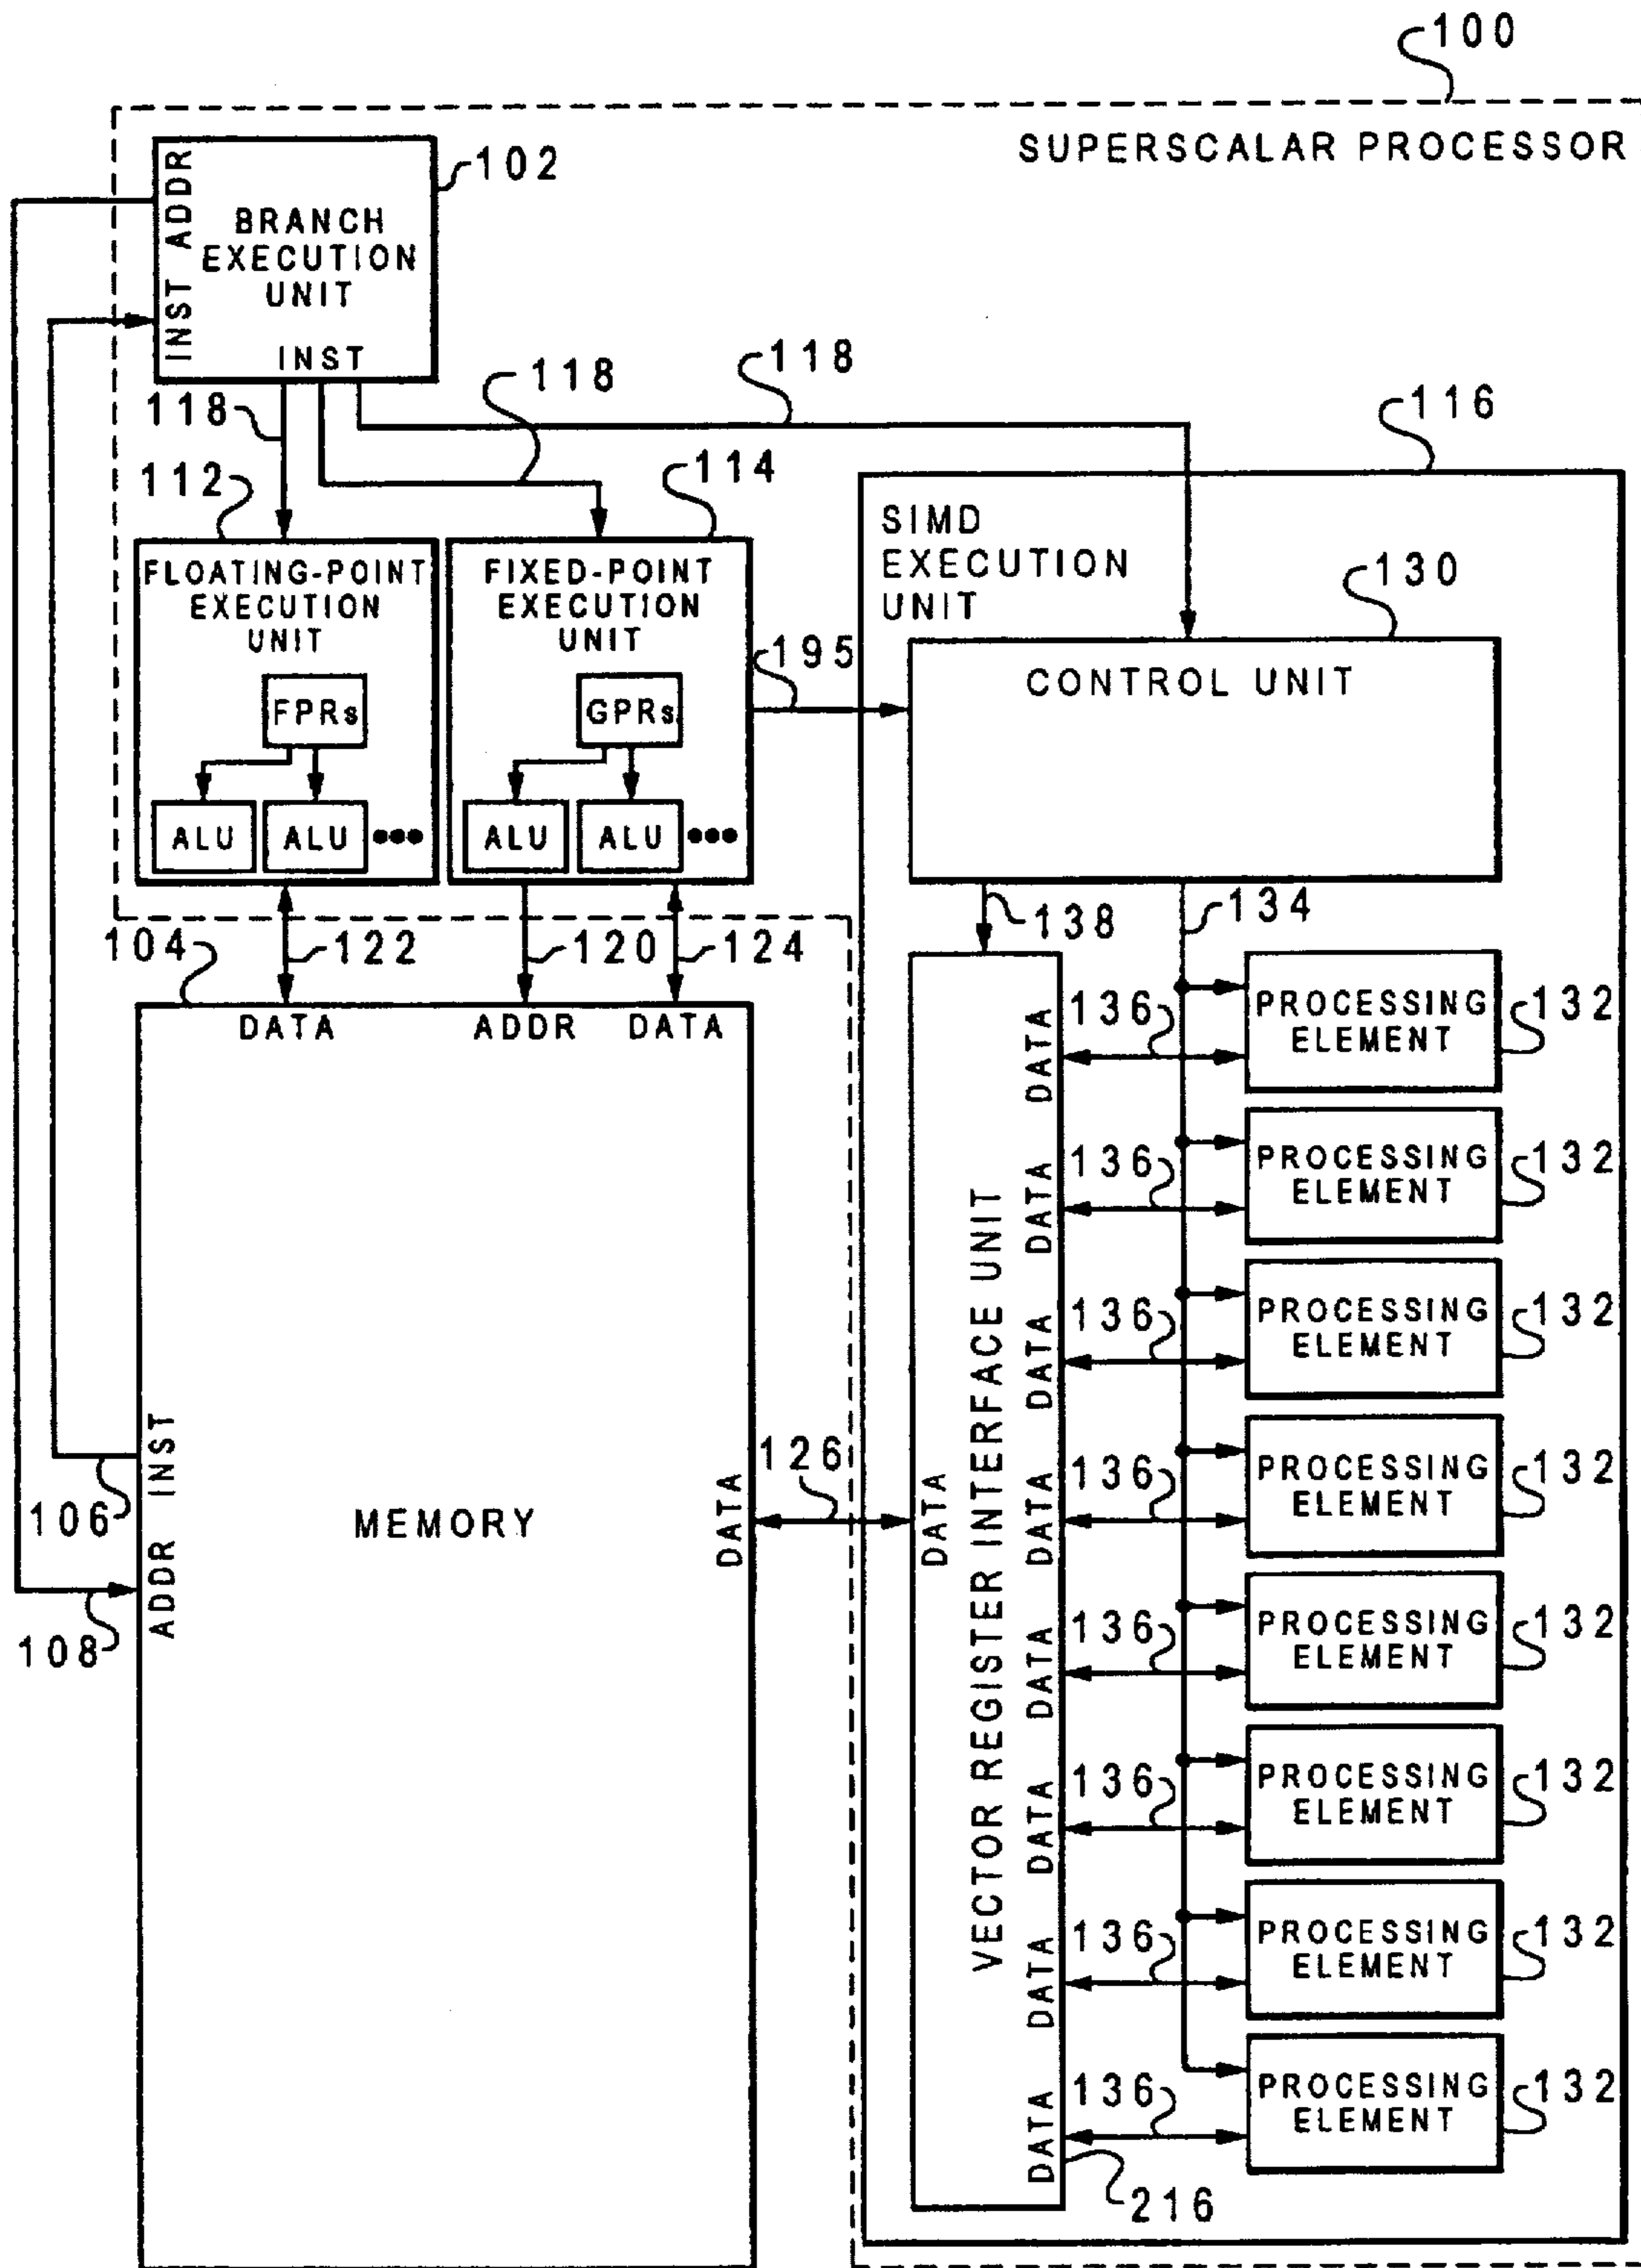 100
SUPERSCALAR PROCESSOR
102
INST ADDR
BRANCH
EXECUTION
UNIT
INST
118
118
118
116
112
114
FLOATING-POINT
EXECUTION
UNIT
FPRs
ALU
ALU
•••
FIXED-POINT
EXECUTION
UNIT
GPRs
ALU
ALU
•••
195
SIMD
EXECUTION
UNIT
130
CONTROL UNIT
138
134
104
122
120
124
DATA
ADDR
DATA
MEMORY
INST
ADDR
106
108
DATA
126
DATA
VECTOR REGISTER INTERFACE UNIT
DATA
136
PROCESSING
ELEMENT
132
DATA
136
PROCESSING
ELEMENT
132
DATA
136
PROCESSING
ELEMENT
132
DATA
136
PROCESSING
ELEMENT
132
DATA
136
PROCESSING
ELEMENT
132
DATA
136
PROCESSING
ELEMENT
132
DATA
136
PROCESSING
ELEMENT
132
DATA
136
PROCESSING
ELEMENT
132
216